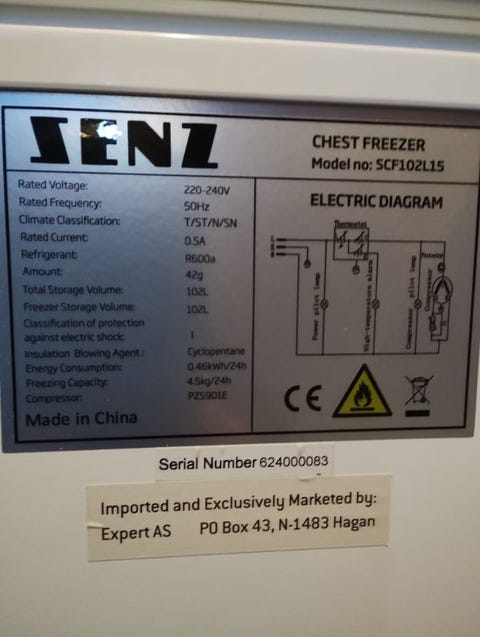 SENZ
CHEST FREEZER
Model no: SCF102L15
Rated Voltage: 220-240V
Rated Frequency: 50Hz
Climate Classification: T/ST/N/SN
Rated Current: 0.5A
Refrigerant: R600a
Amount: 42g
Total Storage Volume: 102L
Freezer Storage Volume: 102L
Classification of protection
against electric shock: I
Insulation Blowing Agent: Cyclopentane
Energy Consumption: 0.46kWh/24h
Freezing Capacity: 4.5kg/24h
Compressor: PZ5901E
Made in China
ELECTRIC DIAGRAM
Thermostat
Power pilot lamp
High-temperature alarm
Compressor pilot lamp
Compressor
Protector
CE
Serial Number 624000083
Imported and Exclusively Marketed by:
Expert AS PO Box 43, N-1483 Hagan